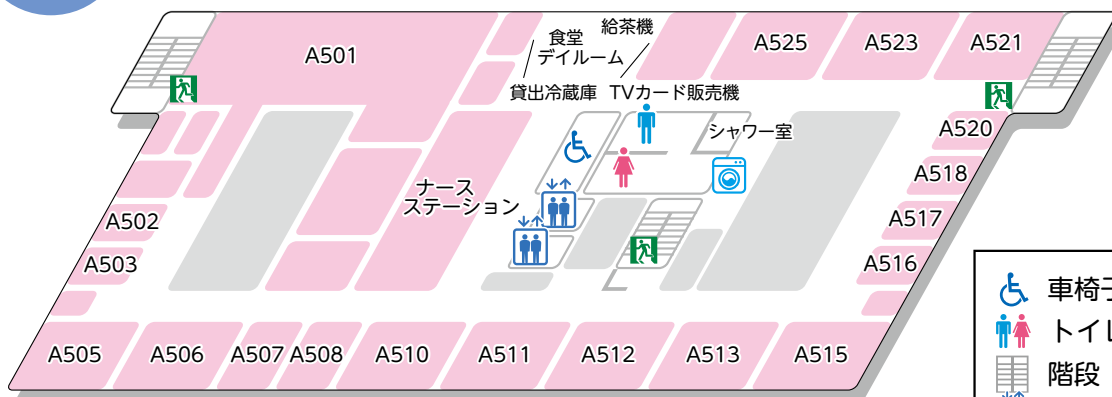 給茶機
食堂
デイルーム
A501
A525
A523
A521
貸出冷蔵庫
TVカード販売機
シャワー室
A520
A518
ナース
ステーション
A502
A517
A503
A516
A505
A506
A507
A508
A510
A511
A512
A513
A515
車椅子
トイレ
階段